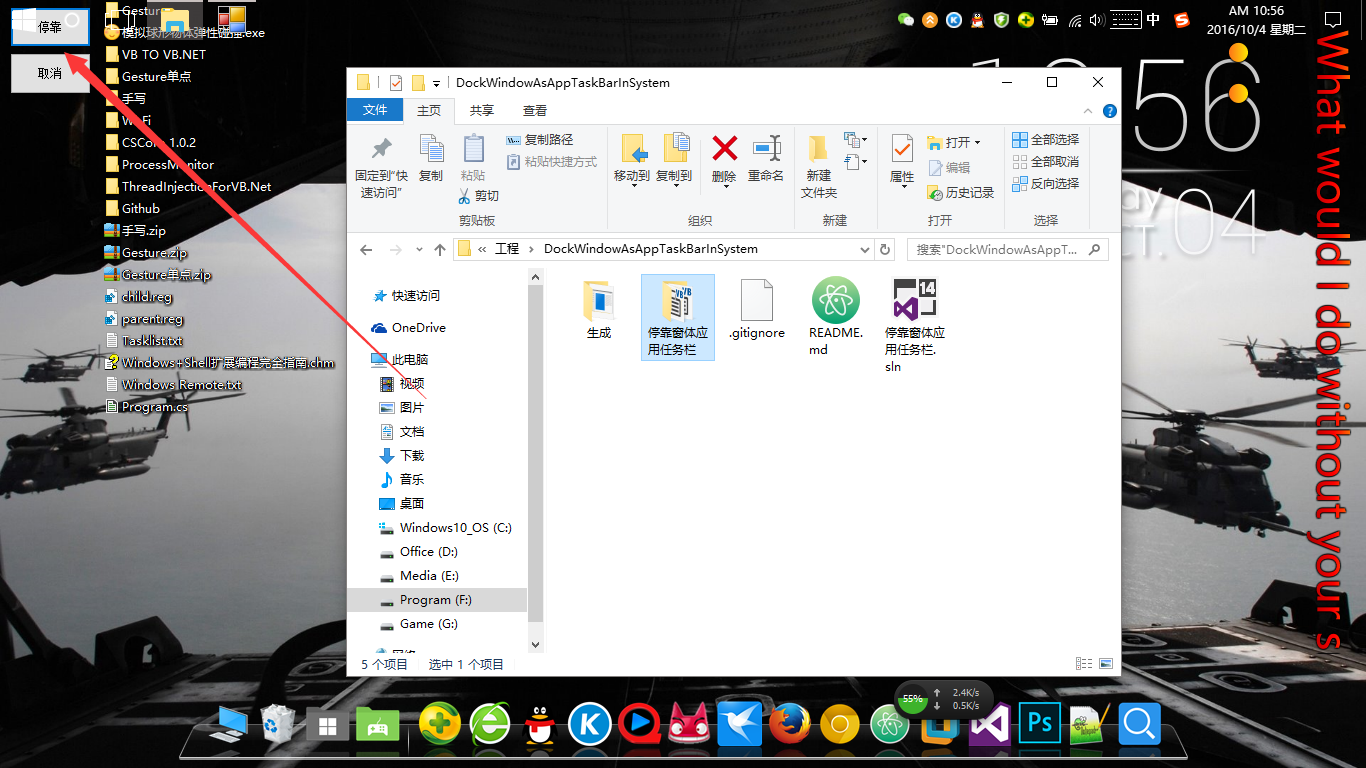 停靠
取消
Gesture
模拟球形物体弹性碰撞.exe
VB TO VB.NET
Gesture单点
手写
CSCore 1.0.2
ProcessMonitor
ThreadInjectionForVB.Net
Github
手写.zip
Gesture.zip
Gesture单点.zip
child.reg
parent.reg
Tasklist.txt
Windows+Shell扩展编程完全指南.chm
Windows Remote.txt
Program.cs
中
AM 10:56
2016/10/4 星期二
DockWindowAsAppTaskBarInSystem
文件
主页
共享
查看
固定到"快
速访问"
复制
粘贴
复制路径
粘贴快捷方式
剪切
剪贴板
移动到
复制到
删除
重命名
组织
新建
文件夹
新建
属性
打开
编辑
历史记录
打开
全部选择
全部取消
反向选择
选择
« 工程 › DockWindowAsAppTaskBarInSystem
搜索"DockWindowAsAppT...
快速访问
OneDrive
此电脑
视频
图片
文档
下载
音乐
桌面
Windows10_OS (C:)
Office (D:)
Media (E:)
Program (F:)
Game (G:)
网络
生成
停靠窗体应
用任务栏
.gitignore
README.
md
14
停靠窗体应
用任务栏.
sln
5 个项目
选中 1 个项目
56
04
What would I do without your s
55%
2.4K/s
0.5K/s
Ps